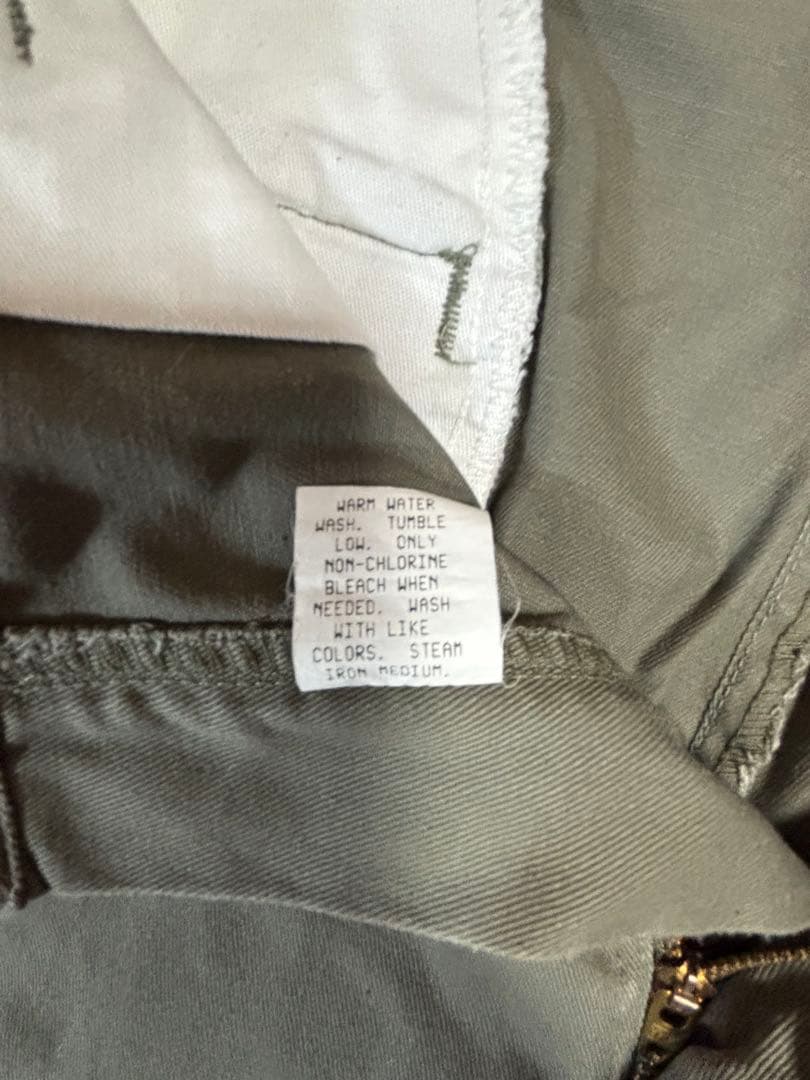 WARM WATER
WASH. TUMBLE
LOW. ONLY
NON-CHLORINE
BLEACH WHEN
NEEDED. WASH
WITH LIKE
COLORS. STEAM
IRON MEDIUM.